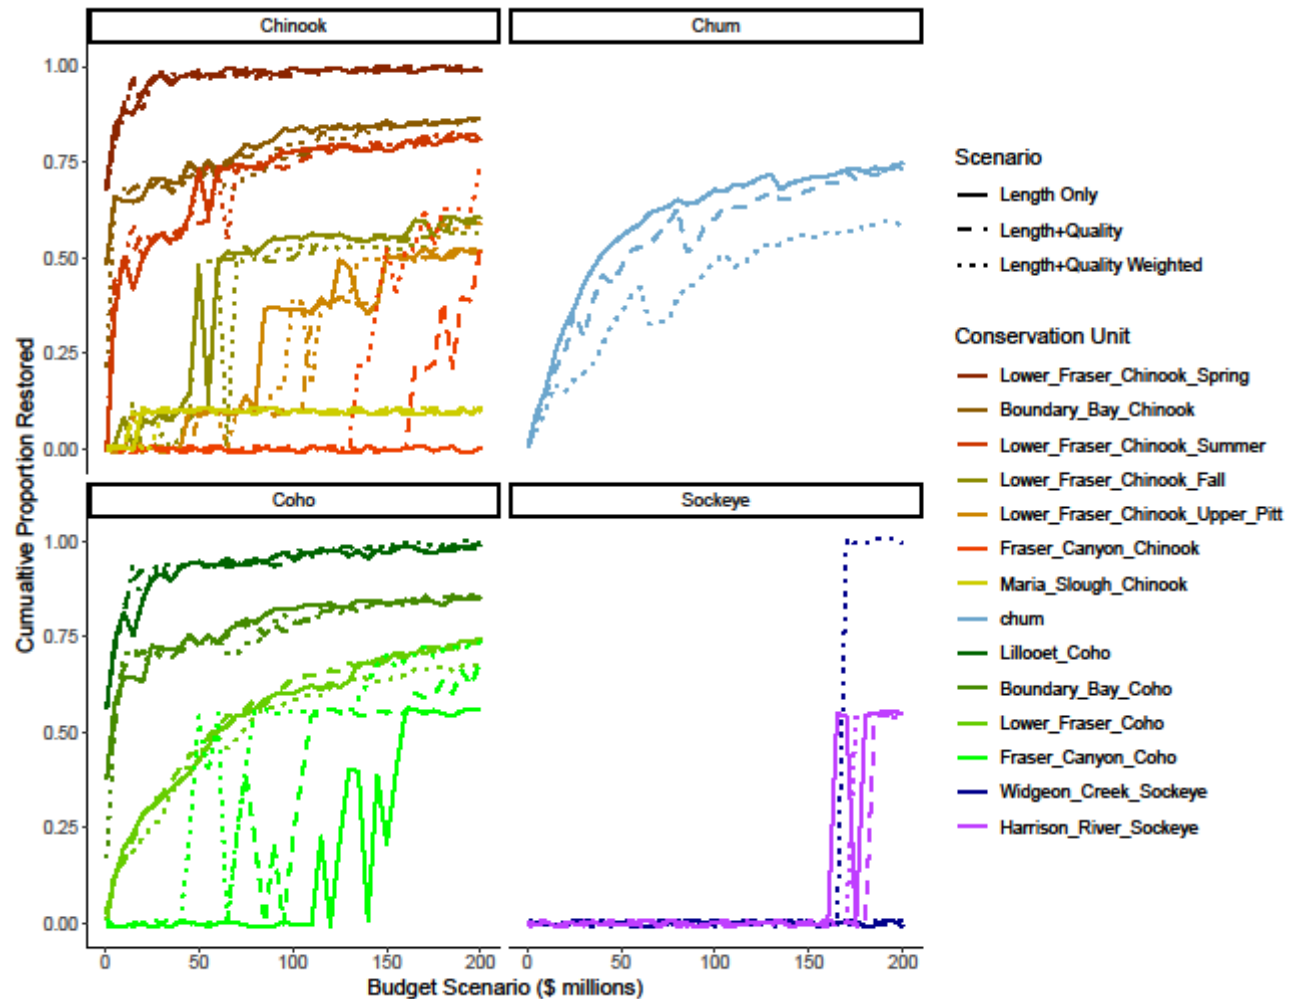 Chinook
Chum
1.00
0.75
0.50
0.25
0.00
Coho
Sockeye
1.00
0.75
0.50
0.25
0.00
0 50 100 150 200
0 50 100 150 200
Cumualtive Proportion Restored
Budget Scenario ($ millions)
Scenario
Length Only
Length+Quality
Length+Quality Weighted
Conservation Unit
Lower_Fraser_Chinook_Spring
Boundary_Bay_Chinook
Lower_Fraser_Chinook_Summer
Lower_Fraser_Chinook_Fall
Lower_Fraser_Chinook_Upper_Pitt
Fraser_Canyon_Chinook
Maria_Slough_Chinook
chum
Lillooet_Coho
Boundary_Bay_Coho
Lower_Fraser_Coho
Fraser_Canyon_Coho
Widgeon_Creek_Sockeye
Harrison_River_Sockeye